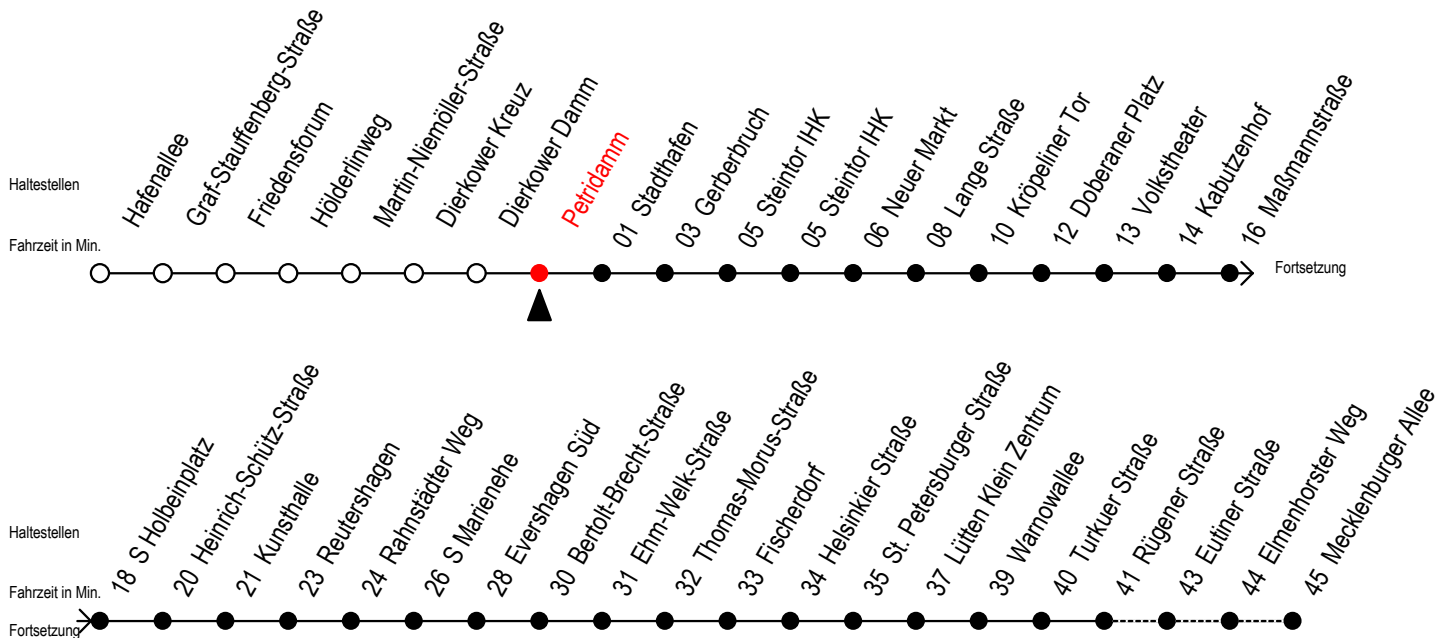 Haltestellen
Hafenallee
Graf-Stauffenberg-Straße
Friedensforum
Hölderlinweg
Martin-Niemöller-Straße
Dierkower Kreuz
Dierkower Damm
Petridamm
01 Stadthafen
03 Gerberbruch
05 Steintor IHK
05 Steintor IHK
06 Neuer Markt
08 Lange Straße
10 Kröpeliner Tor
12 Doberaner Platz
13 Volkstheater
14 Kabutzenhof
16 Maßmannstraße
Fahrzeit in Min.
Fortsetzung
Haltestellen
18 S Holbeinplatz
20 Heinrich-Schütz-Straße
21 Kunsthalle
23 Reutershagen
24 Rahnstädter Weg
26 S Marienehe
28 Evershagen Süd
30 Bertolt-Brecht-Straße
31 Ehm-Welk-Straße
32 Thomas-Morus-Straße
33 Fischerdorf
34 Helsinkier Straße
35 St. Petersburger Straße
37 Lütten Klein Zentrum
39 Warnowallee
40 Turkuer Straße
41 Rügener Straße
43 Eutiner Straße
44 Elmenhorster Weg
45 Mecklenburger Allee
Fahrzeit in Min.
Fortsetzung